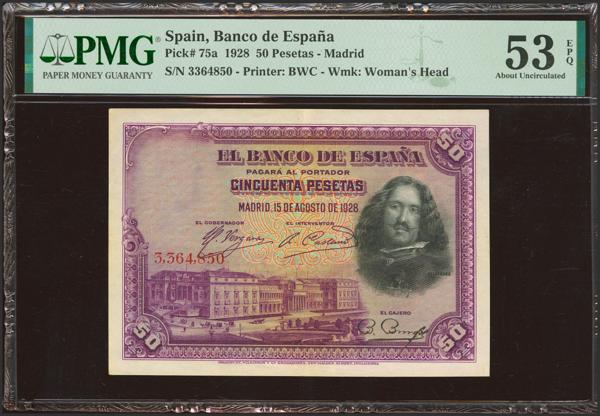 PMG
PAPER MONEY GUARANTY
Spain, Banco de España
Pick# 75a 1928 50 Pesetas - Madrid
S/N 3364850 - Printer: BWC - Wmk: Woman's Head
53 EPQ
About Uncirculated
50
EL BANCO DE ESPAÑA
PAGARÁ AL PORTADOR
CINCUENTA PESETAS
MADRID, 15 DE AGOSTO DE 1928
EL GOBERNADOR EL INTERVENTOR
3,364,850
EL CAJERO
50 50